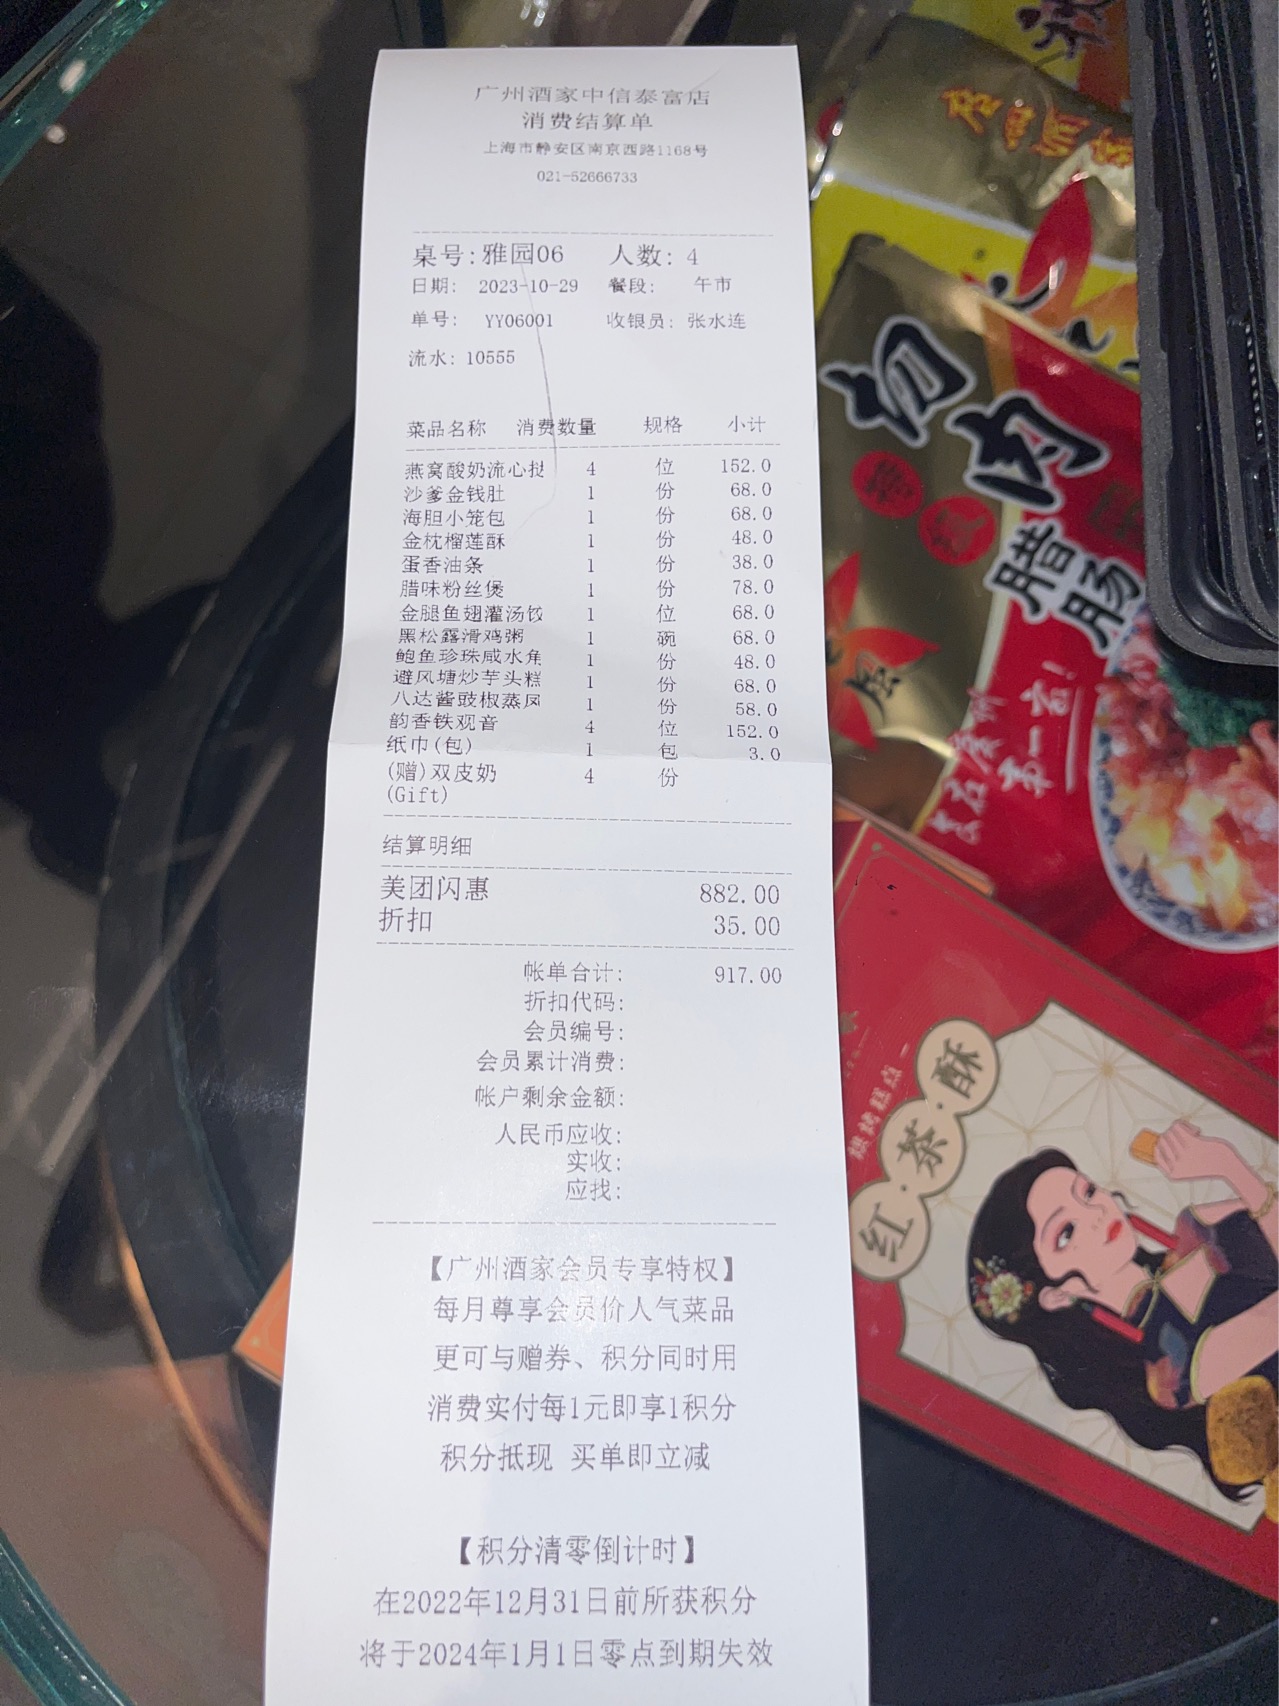 广州酒家中信泰富店
消费结算单
上海市静安区南京西路1168号
021-52666733
桌号:雅园06 人数: 4
日期: 2023-10-29 餐段: 午市
单号: YY06001 收银员: 张水连
流水: 10555
菜品名称 消费数量 规格 小计
燕窝酸奶流心挞 4 位 152.0
沙爹金钱肚 1 份 68.0
海胆小笼包 1 份 68.0
金枕榴莲酥 1 份 48.0
蛋香油条 1 份 38.0
腊味粉丝煲 1 份 78.0
金腿鱼翅灌汤饺 1 位 68.0
黑松露滑鸡粥 1 碗 68.0
鲍鱼珍珠咸水角 1 份 48.0
避风塘炒芋头糕 1 份 68.0
八达酱豉椒蒸凤 1 份 58.0
韵香铁观音 4 位 152.0
纸巾(包) 1 包 3.0
(赠)双皮奶 4 份
(Gift)
结算明细
美团闪惠 882.00
折扣 35.00
帐单合计: 917.00
折扣代码:
会员编号:
会员累计消费:
帐户剩余金额:
人民币应收:
实收:
应找:
【广州酒家会员专享特权】
每月尊享会员价人气菜品
更可与赠券、积分同时用
消费实付每1元即享1积分
积分抵现 买单即立减
【积分清零倒计时】
在2022年12月31日前所获积分
将于2024年1月1日零点到期失效
肉
腊肠
红·茶·酥
烘烤糕点